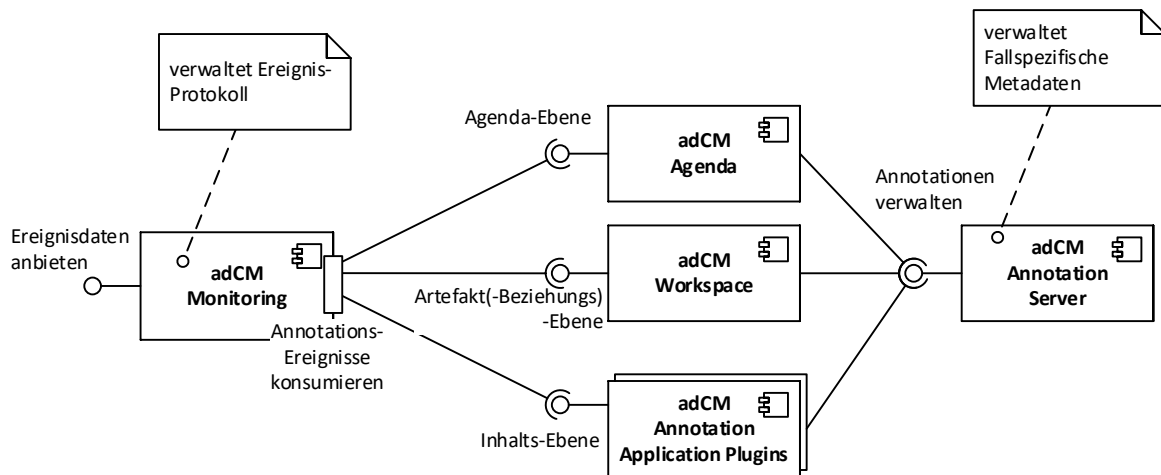 verwaltet Ereignis-
Protokoll
verwaltet
Fallspezifische
Metadaten
Agenda-Ebene
adCM
Agenda
Annotationen
verwalten
Ereignisdaten
anbieten
adCM
Monitoring
Annotations-
Ereignisse
konsumieren
Artefakt(-Beziehungs)
-Ebene
adCM
Workspace
adCM
Annotation
Server
Inhalts-Ebene
adCM
Annotation
Application Plugins